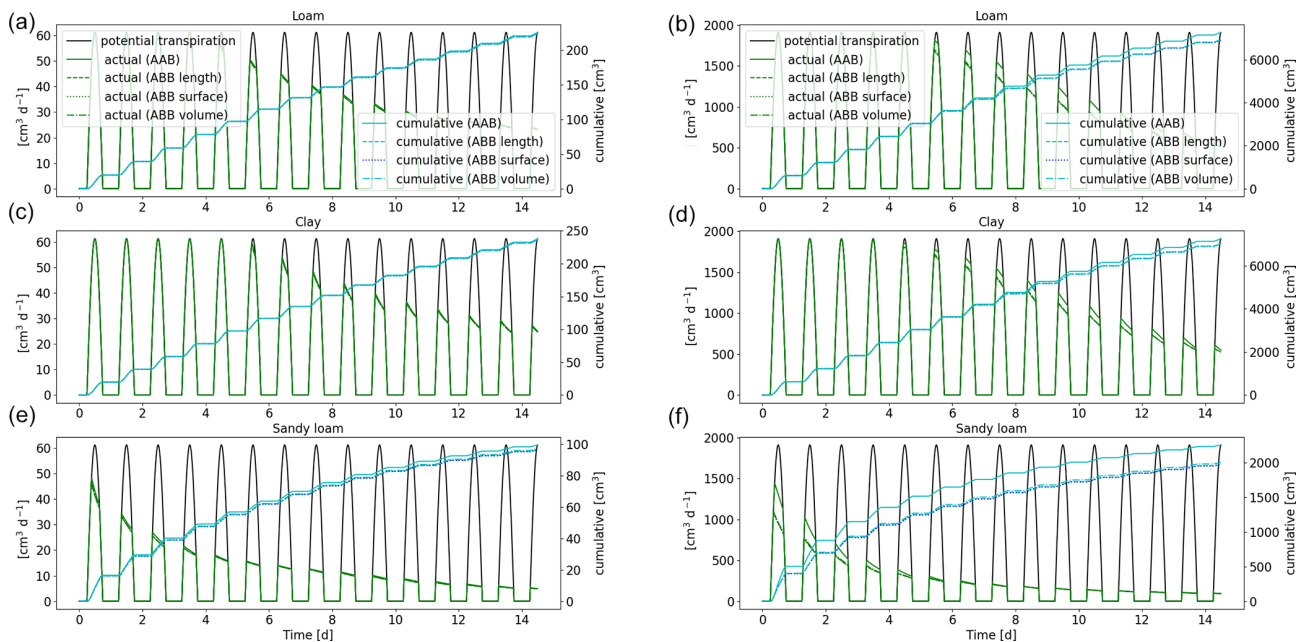 (a) Loam
potential transpiration
actual (AAB)
actual (ABB length)
actual (ABB surface)
actual (ABB volume)
cumulative (AAB)
cumulative (ABB length)
cumulative (ABB surface)
cumulative (ABB volume)
[cm³ d⁻¹]
60
50
40
30
20
10
0
cumulative [cm³]
200
150
100
50
0
0 2 4 6 8 10 12 14
(b) Loam
potential transpiration
actual (AAB)
actual (ABB length)
actual (ABB surface)
actual (ABB volume)
cumulative (AAB)
cumulative (ABB length)
cumulative (ABB surface)
cumulative (ABB volume)
[cm³ d⁻¹]
2000
1750
1500
1250
1000
750
500
250
0
cumulative [cm³]
6000
4000
2000
0
0 2 4 6 8 10 12 14
(c) Clay
[cm³ d⁻¹]
60
50
40
30
20
10
0
cumulative [cm³]
250
200
150
100
50
0
0 2 4 6 8 10 12 14
(d) Clay
[cm³ d⁻¹]
2000
1500
1000
500
0
cumulative [cm³]
6000
4000
2000
0
0 2 4 6 8 10 12 14
(e) Sandy loam
[cm³ d⁻¹]
60
50
40
30
20
10
0
cumulative [cm³]
100
80
60
40
20
0
0 2 4 6 8 10 12 14
Time [d]
(f) Sandy loam
[cm³ d⁻¹]
2000
1500
1000
500
0
cumulative [cm³]
2000
1500
1000
500
0
0 2 4 6 8 10 12 14
Time [d]